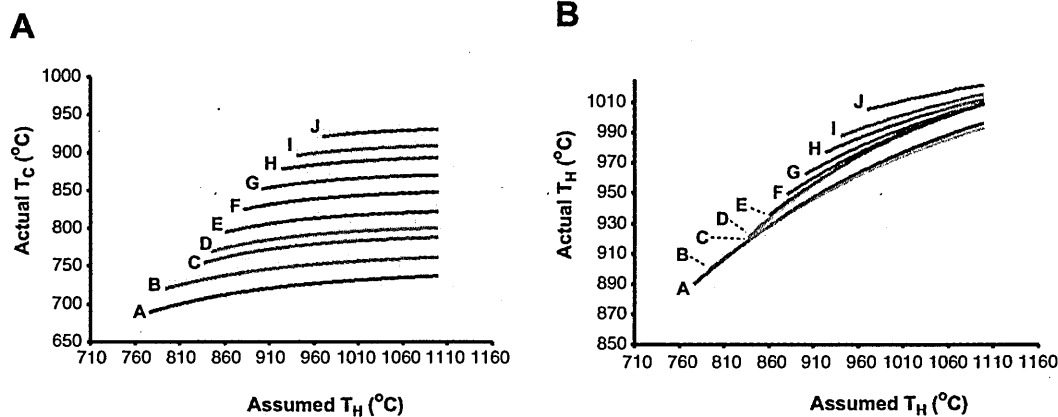 A
Actual T_C (°C)
1000
950
900
850
800
750
700
650
J
I
H
G
F
E
D
C
B
A
710 760 810 860 910 960 1010 1060 1110 1160
Assumed T_H (°C)
B
Actual T_H (°C)
1010
990
970
950
930
910
890
870
850
J
I
H
G
F
E
D
C
B
A
710 760 810 860 910 960 1010 1060 1110 1160
Assumed T_H (°C)